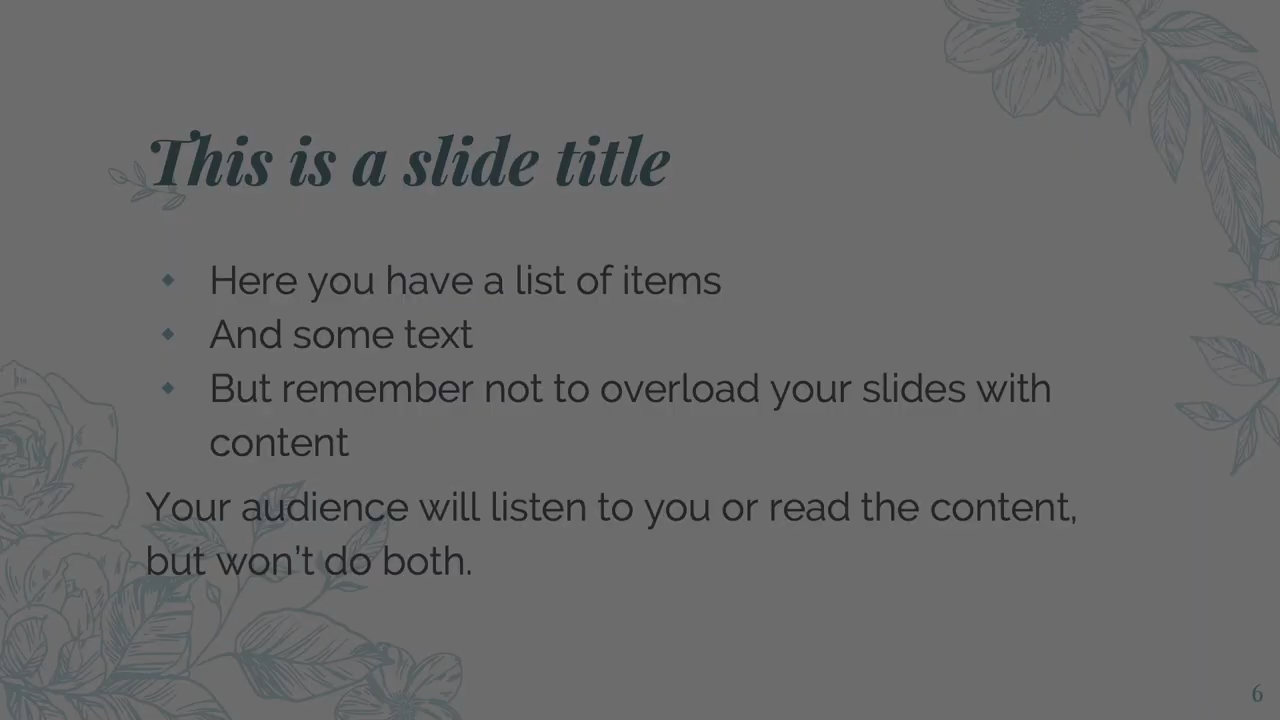 This is a slide title
Here you have a list of items
And some text
But remember not to overload your slides with
content
Your audience will listen to you or read the content,
but won’t do both.
6